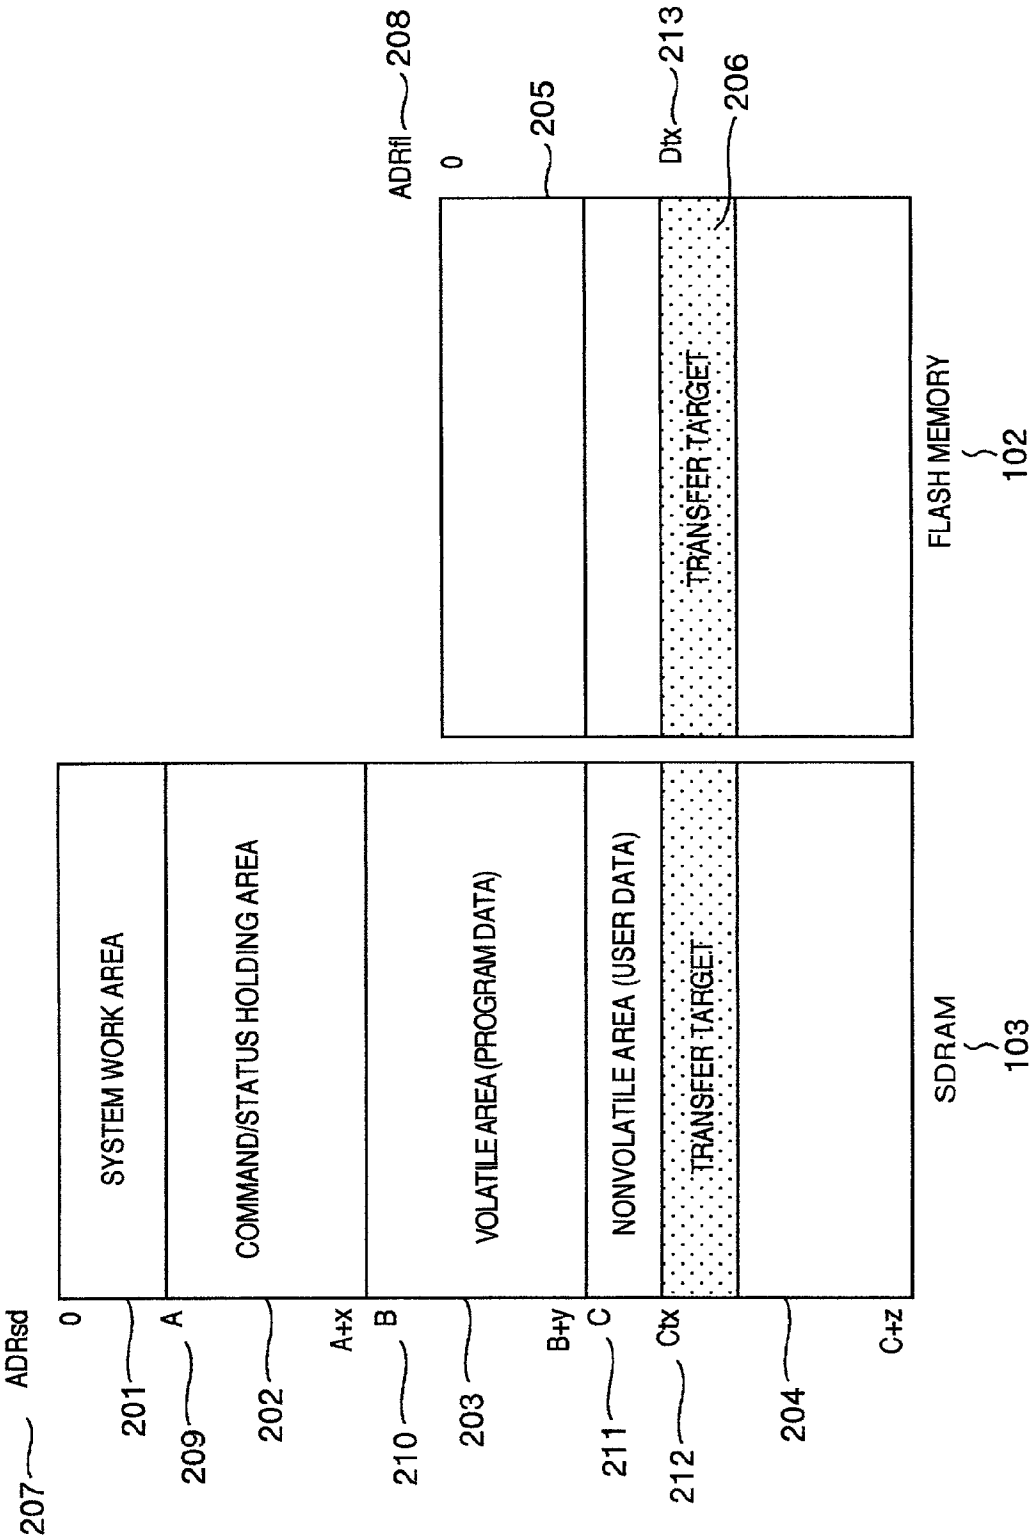 207
ADRsd
0
201
SYSTEM WORK AREA
A
209
202
COMMAND/STATUS HOLDING AREA
A+x
B
210
203
VOLATILE AREA (PROGRAM DATA)
B+y
C
211
NONVOLATILE AREA (USER DATA)
Ctx
212
TRANSFER TARGET
204
C+z
SDRAM
103
ADRfl
208
0
205
Dtx
213
206
TRANSFER TARGET
FLASH MEMORY
102